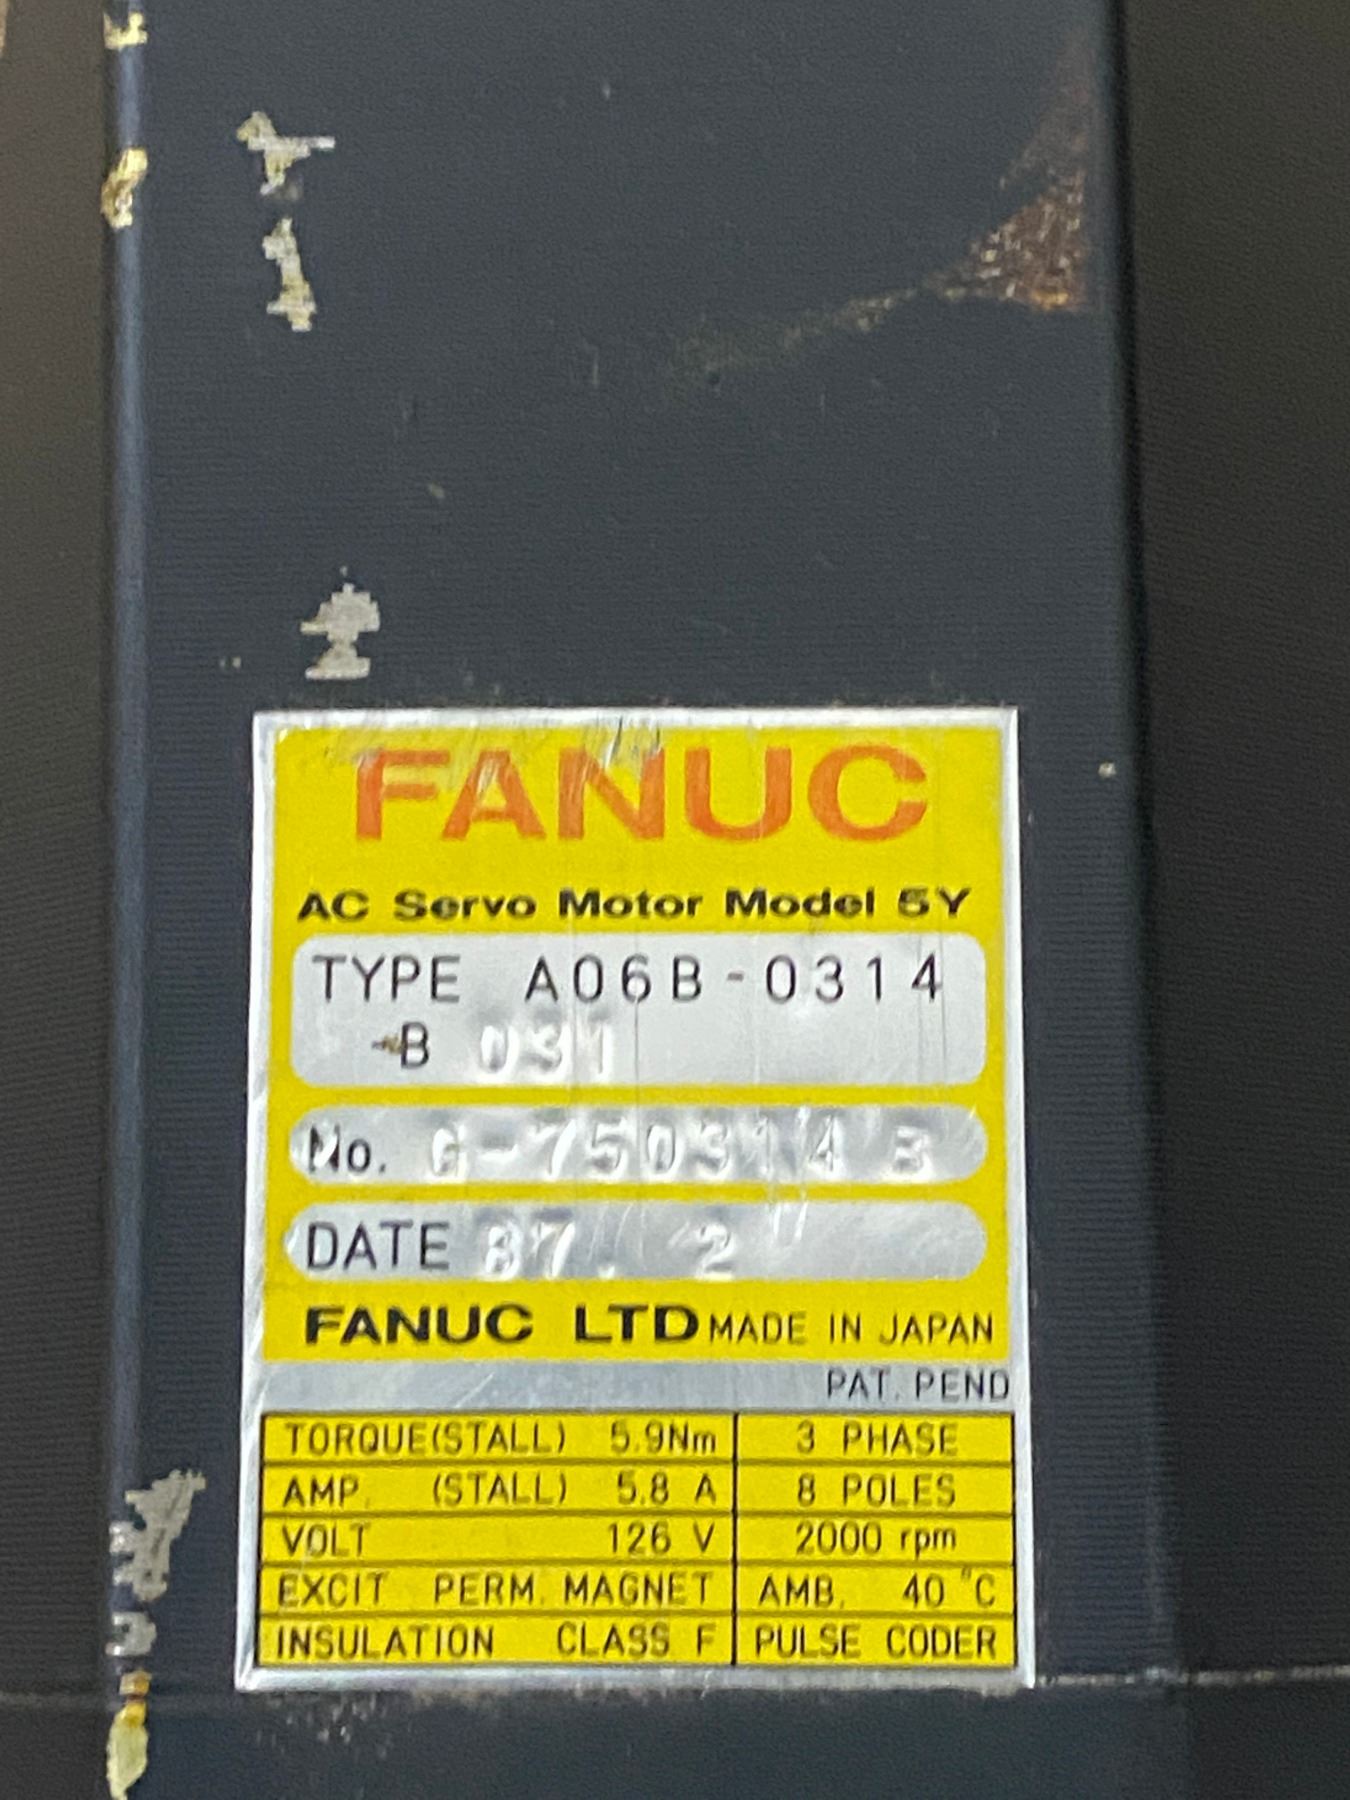 FANUC
AC Servo Motor Model 5Y
TYPE A06B-0314
-B 031
No. G-750314 B
DATE 87. 2
FANUC LTD MADE IN JAPAN
PAT. PEND
TORQUE(STALL) 5.9Nm 3 PHASE
AMP. (STALL) 5.8 A 8 POLES
VOLT 126 V 2000 rpm
EXCIT PERM. MAGNET AMB. 40 °C
INSULATION CLASS F PULSE CODER